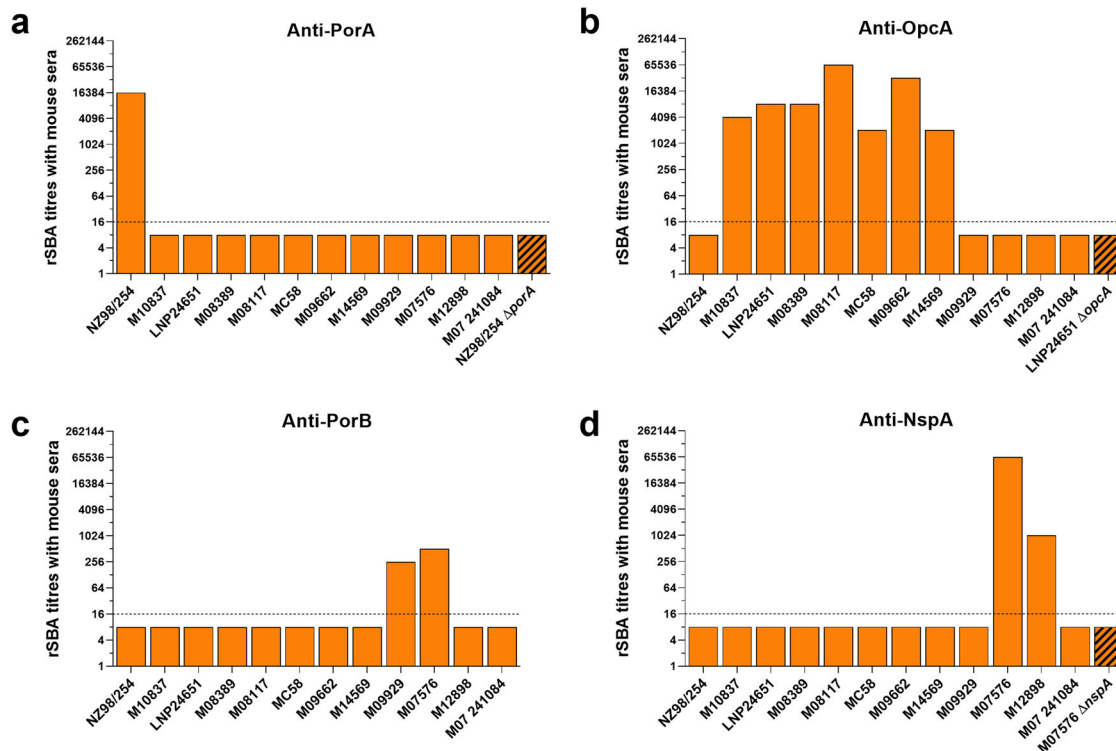 a
Anti-PorA
rSBA titres with mouse sera
262144
65536
16384
4096
1024
256
64
16
4
1
NZ98/254
M10837
LNP24651
M08389
M08117
MC58
M09662
M14569
M09929
M07576
M12898
M07 241084
NZ98/254 ΔporA
b
Anti-OpcA
rSBA titres with mouse sera
262144
65536
16384
4096
1024
256
64
16
4
1
NZ98/254
M10837
LNP24651
M08389
M08117
MC58
M09662
M14569
M09929
M07576
M12898
M07 241084
LNP24651 ΔopcA
c
Anti-PorB
rSBA titres with mouse sera
262144
65536
16384
4096
1024
256
64
16
4
1
NZ98/254
M10837
LNP24651
M08389
M08117
MC58
M09662
M14569
M09929
M07576
M12898
M07 241084
d
Anti-NspA
rSBA titres with mouse sera
262144
65536
16384
4096
1024
256
64
16
4
1
NZ98/254
M10837
LNP24651
M08389
M08117
MC58
M09662
M14569
M09929
M07576
M12898
M07 241084
M07576 ΔnspA